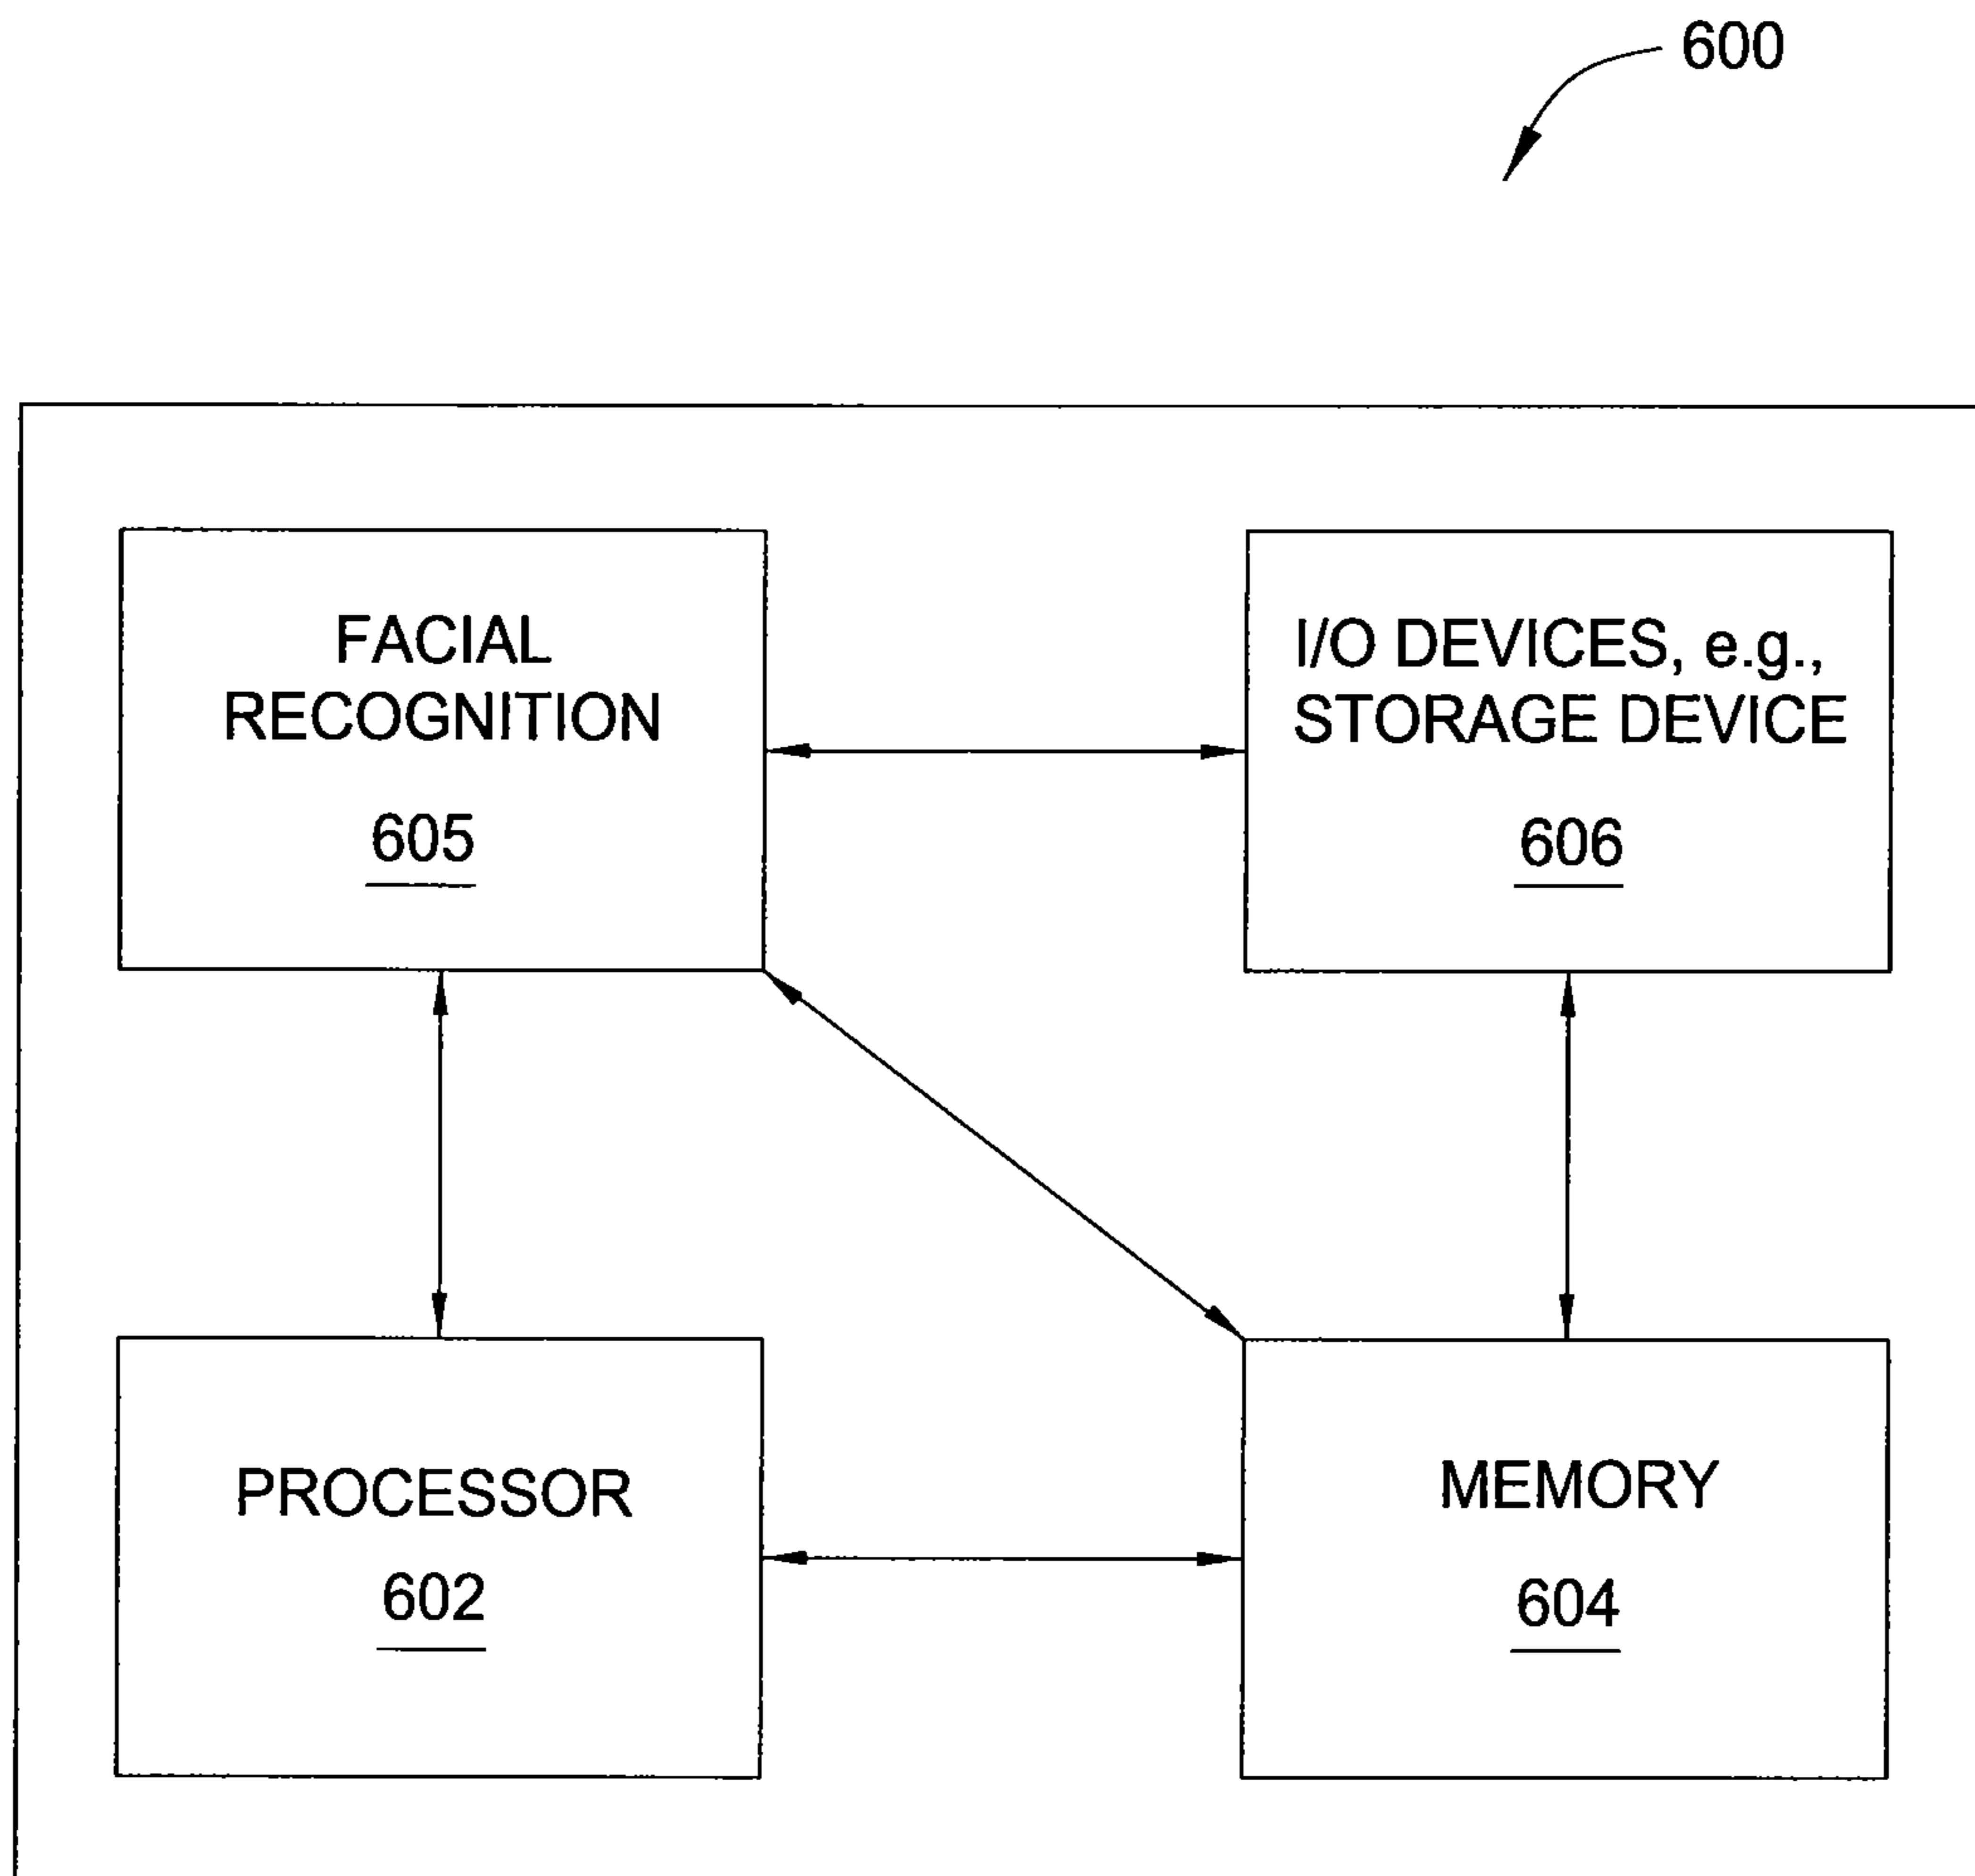 600
FACIAL
RECOGNITION
605
I/O DEVICES, e.g.,
STORAGE DEVICE
606
PROCESSOR
602
MEMORY
604